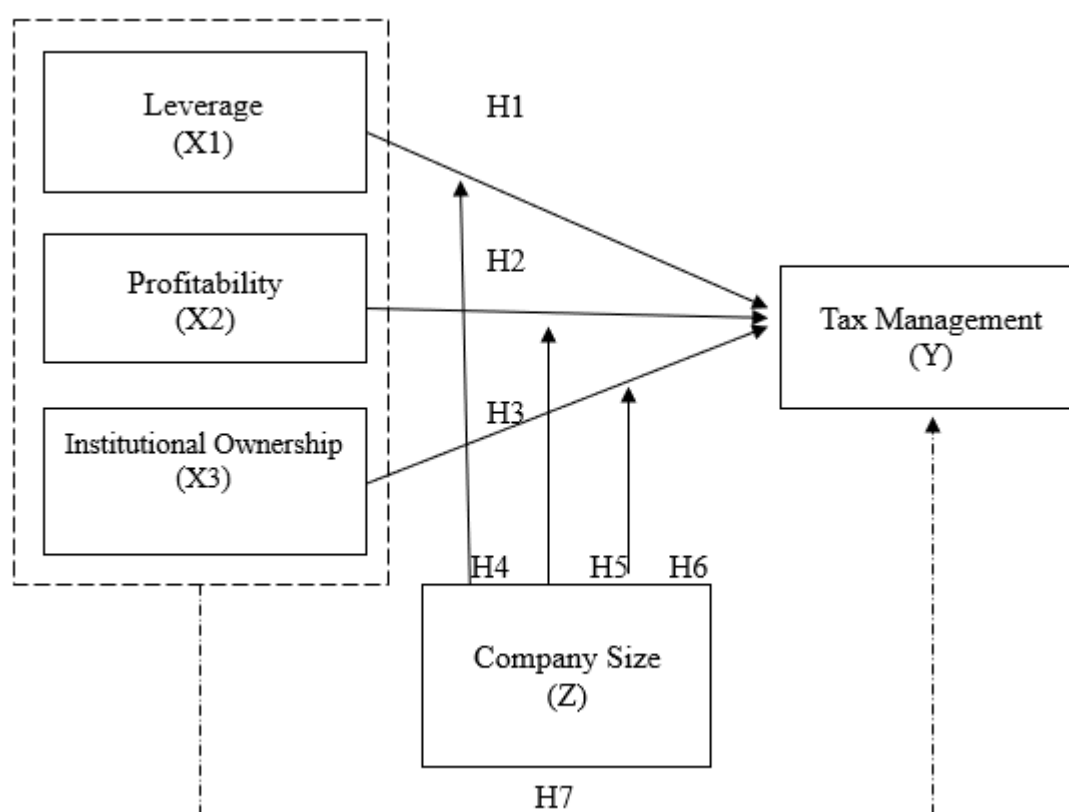 Leverage
(X1)
H1
Profitability
(X2)
H2
Tax Management
(Y)
Institutional Ownership
(X3)
H3
H4
H5
H6
Company Size
(Z)
H7